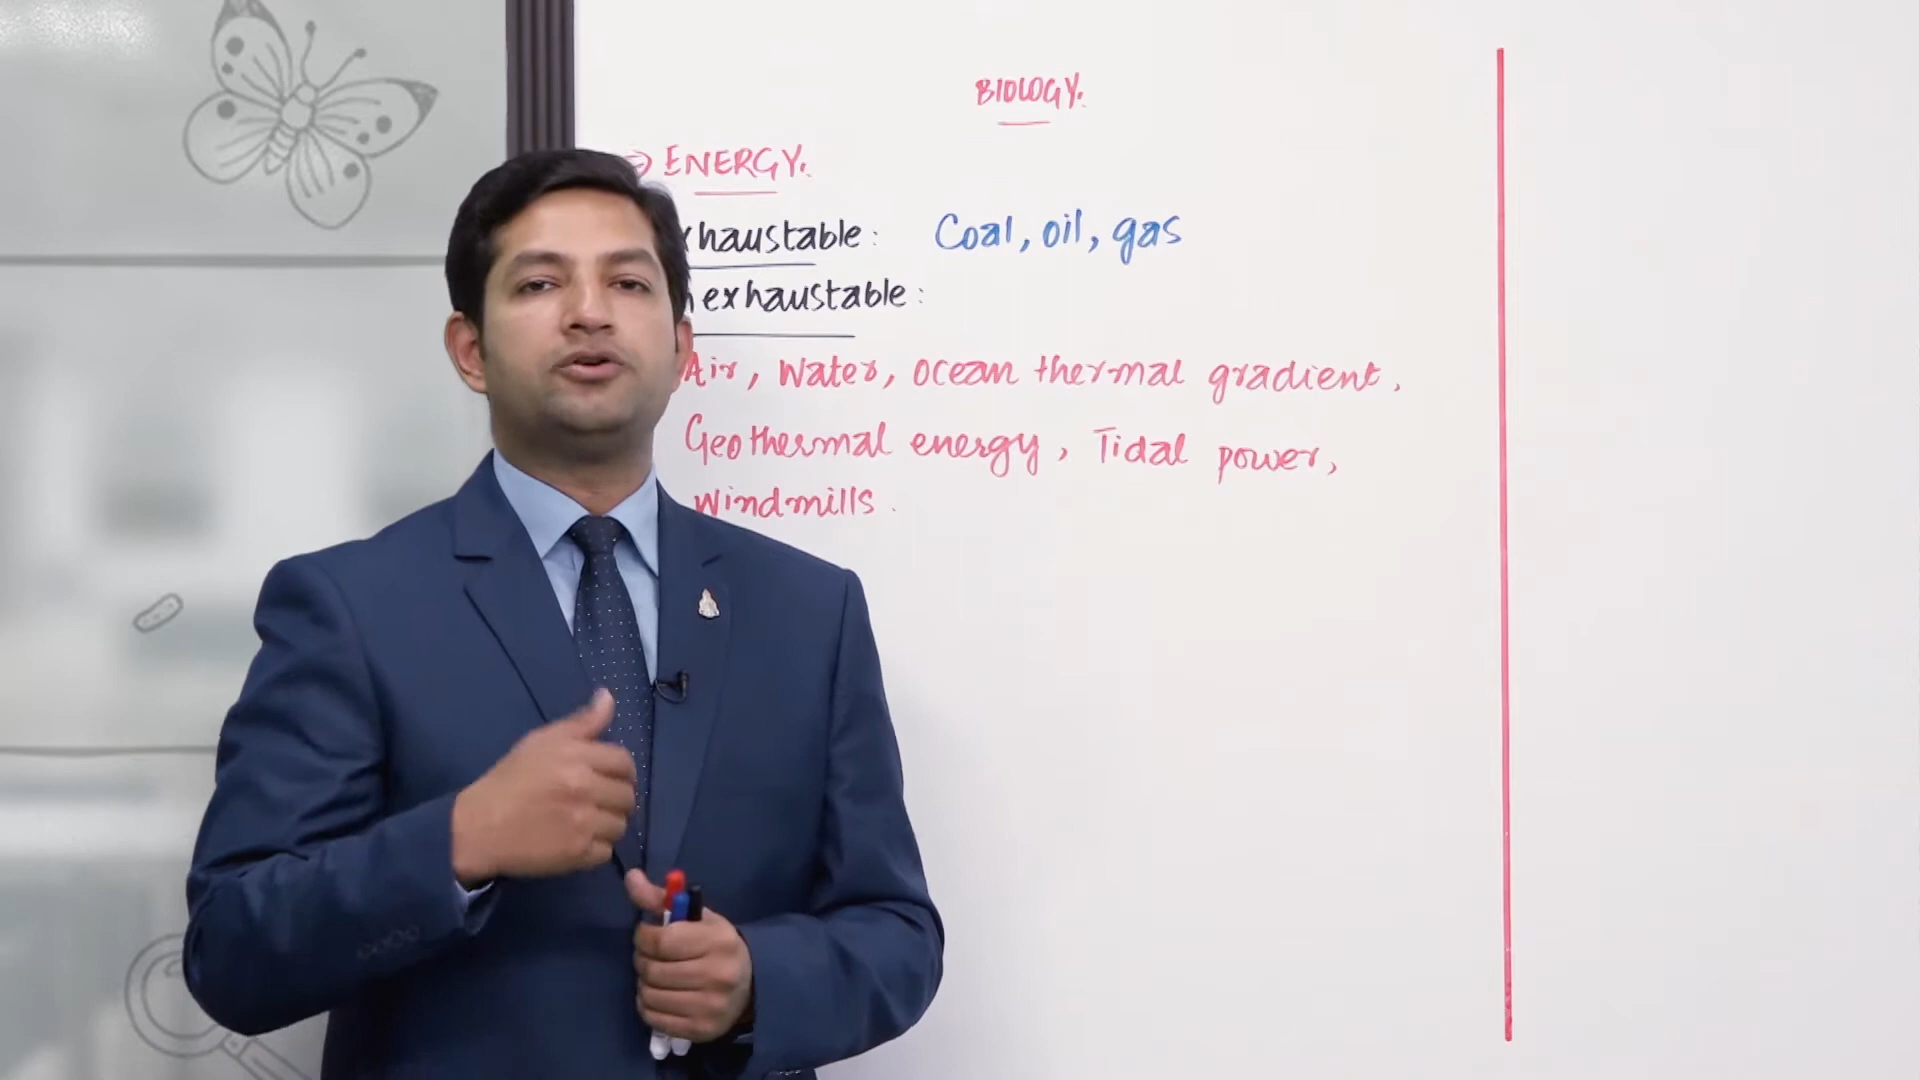 BIOLOGY.
ENERGY.
xhaustable: Coal, oil, gas
exhaustable:
Air, Water, ocean thermal gradient,
Geothermal energy, Tidal power,
Windmills.